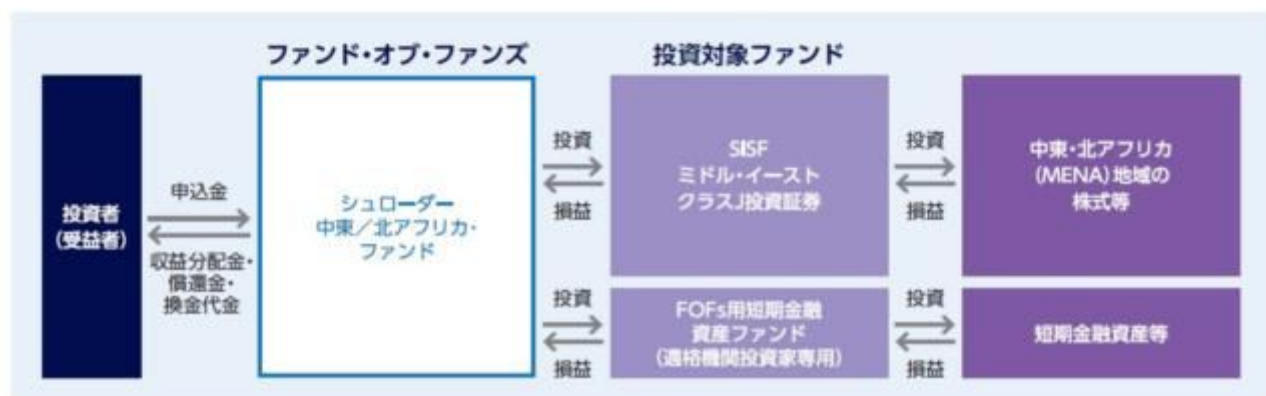 ファンド・オブ・ファンズ
投資対象ファンド
投資者
(受益者)
申込金
収益分配金・
償還金・
換金代金
シュローダー
中東／北アフリカ・
ファンド
投資
損益
SISF
ミドル・イースト
クラスJ投資証券
投資
損益
中東・北アフリカ
(MENA)地域の
株式等
投資
損益
FOFs用短期金融
資産ファンド
(適格機関投資家専用)
投資
損益
短期金融資産等